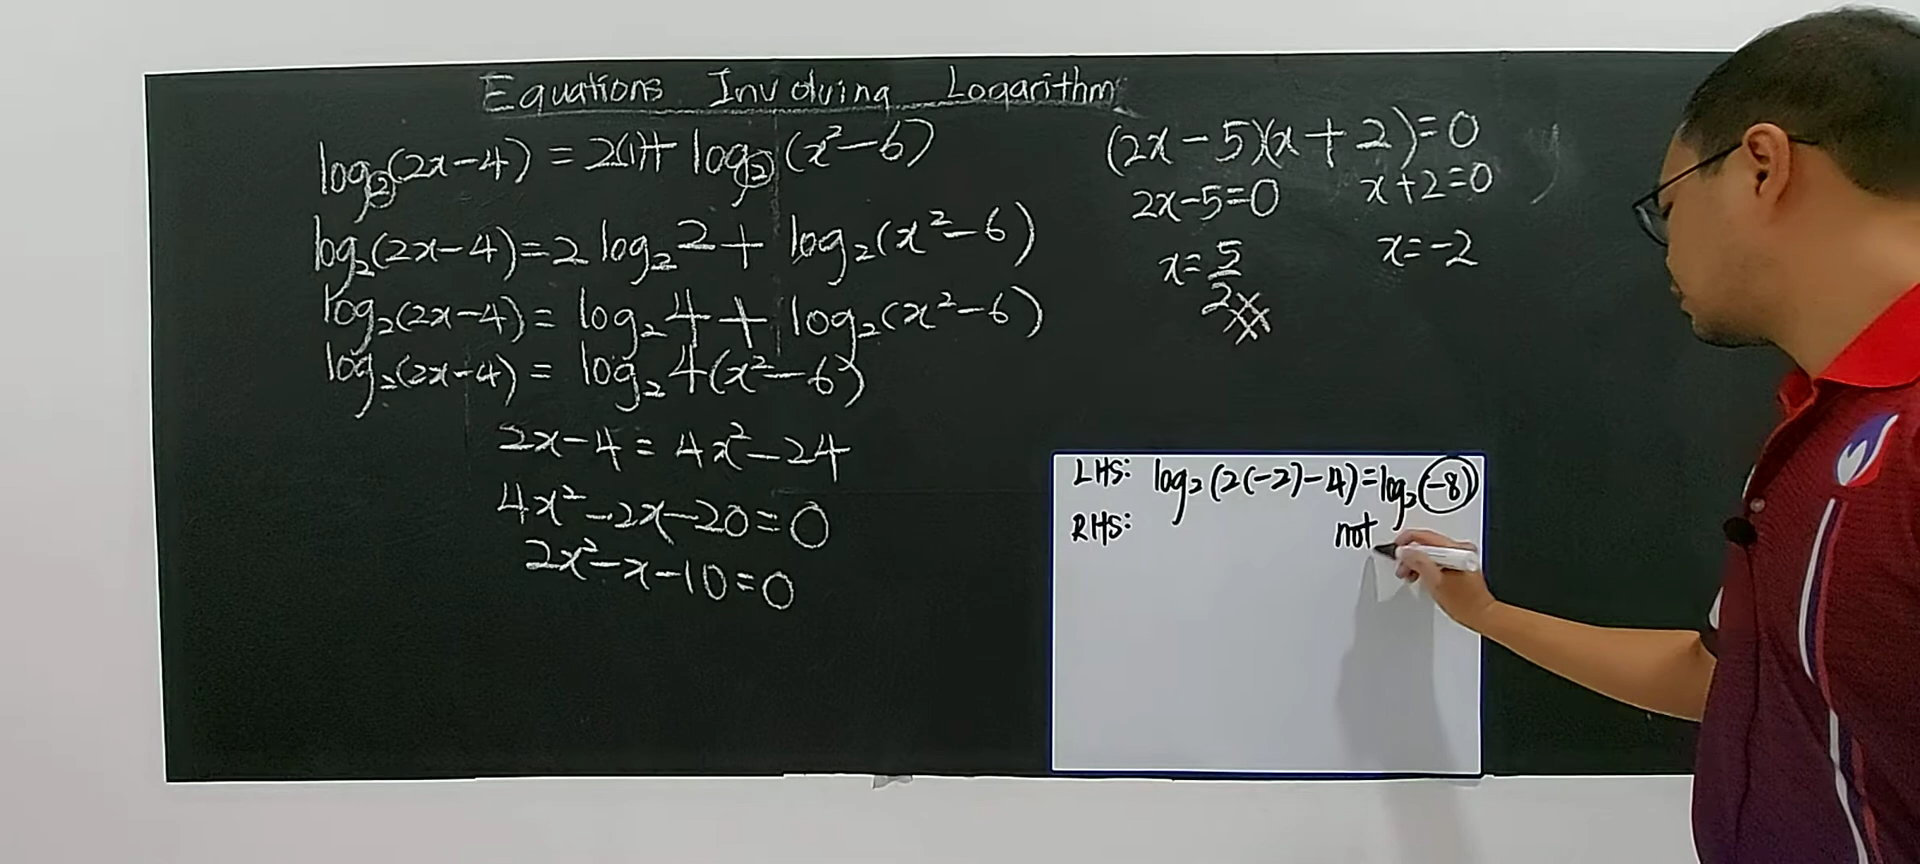 Equations Involving Logarithm
log₂(2x-4) = 2(1)+ log₂(x²-6)
log₂(2x-4)=2 log₂2 + log₂(x²-6)
log₂(2x-4) = log₂4 + log₂(x²-6)
log₂(2x-4) = log₂4(x²-6)
2x-4 = 4x²-24
4x²-2x-20=0
2x²-x-10=0
(2x-5)(x+2)=0
2x-5=0 x+2=0
x=5/2 x=-2
LHS: log₂(2(-2)-4)=log₂(-8)
RHS: not